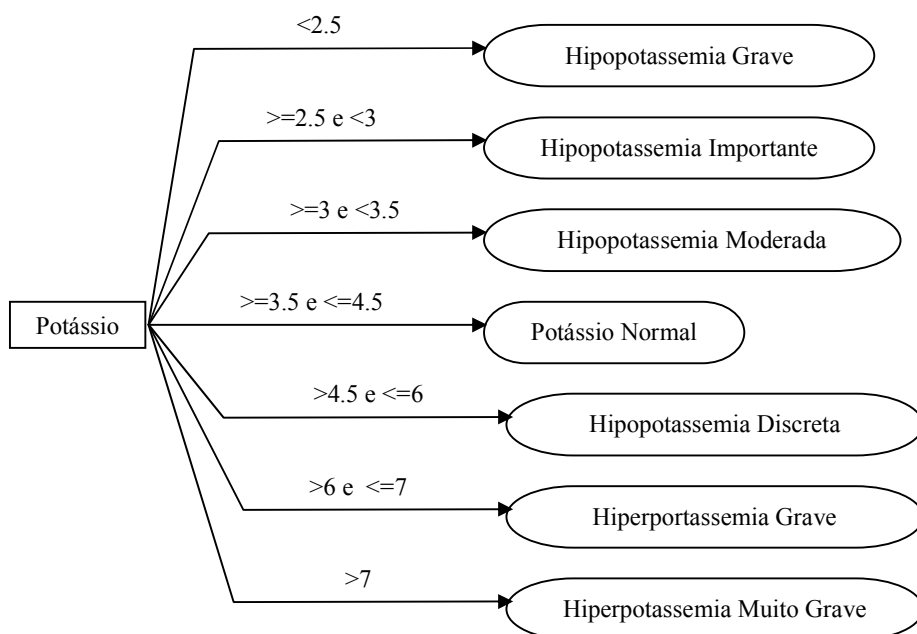 <2.5
Hipopotassemia Grave
>=2.5 e <3
Hipopotassemia Importante
>=3 e <3.5
Hipopotassemia Moderada
Potássio
>=3.5 e <=4.5
Potássio Normal
>4.5 e <=6
Hipopotassemia Discreta
>6 e <=7
Hiperportassemia Grave
>7
Hiperpotassemia Muito Grave